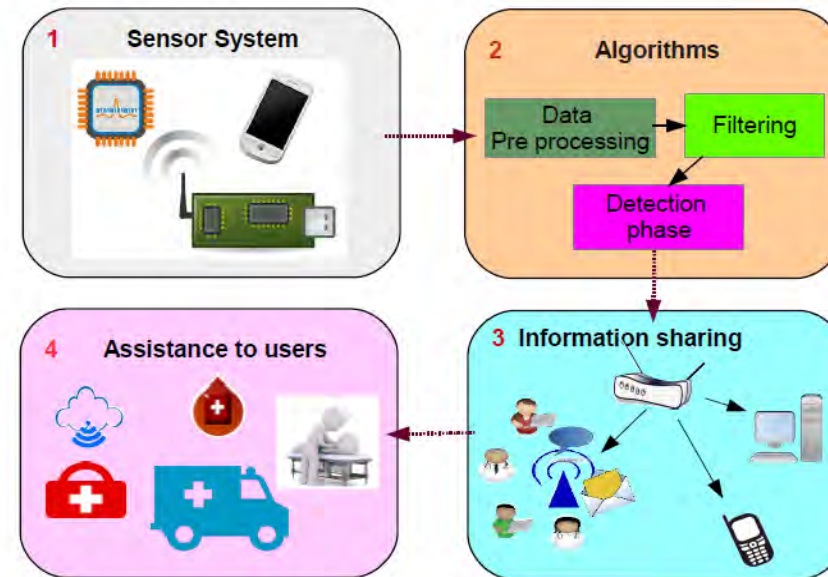 1 Sensor System
2 Algorithms
Data
Pre processing
Filtering
Detection
phase
3 Information sharing
4 Assistance to users